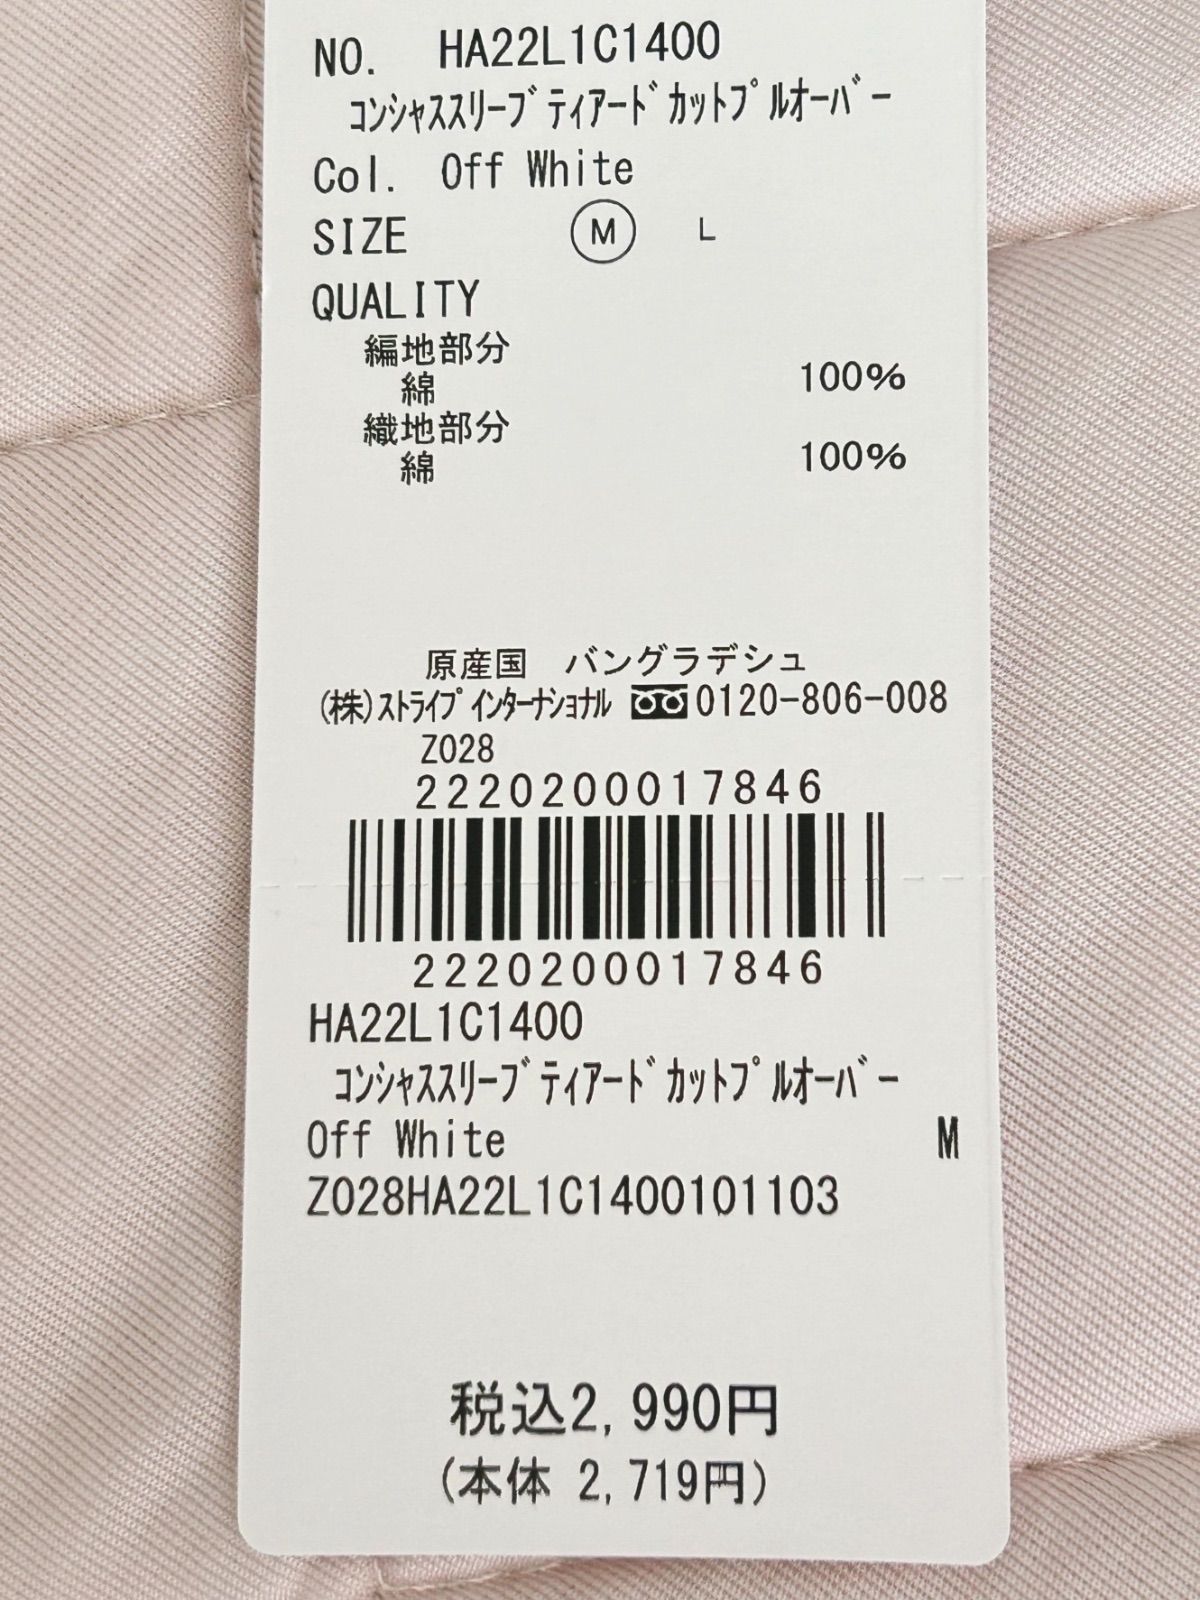 NO. HA22L1C1400
ｺﾝｼｬｽｽﾘｰﾌﾞﾃｨｱｰﾄﾞｶｯﾄﾌﾟﾙｵｰﾊﾞｰ
Col. Off White
SIZE M L
QUALITY
編地部分
綿 100%
織地部分
綿 100%
原産国 バングラデシュ
(株)ｽﾄﾗｲﾌﾟｲﾝﾀｰﾅｼｮﾅﾙ 0120-806-008
Z028
2220200017846
2220200017846
HA22L1C1400
ｺﾝｼｬｽｽﾘｰﾌﾞﾃｨｱｰﾄﾞｶｯﾄﾌﾟﾙｵｰﾊﾞｰ
Off White M
Z028HA22L1C1400101103
税込2,990円
(本体 2,719円)